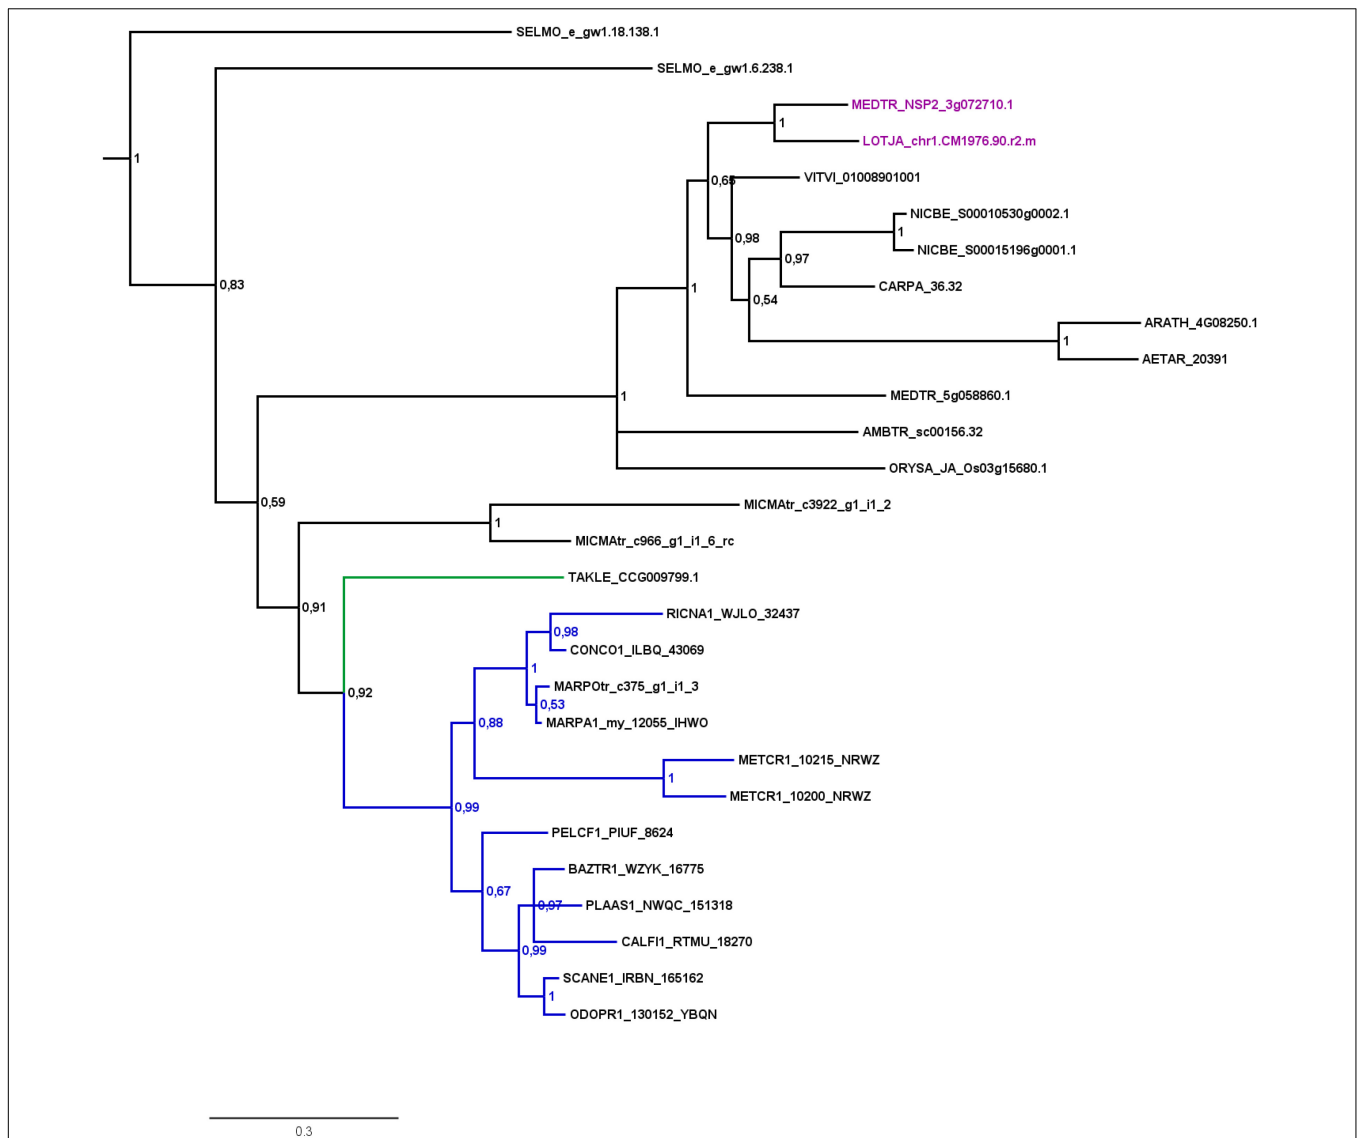 SELMO_e_gw1.18.138.1
SELMO_e_gw1.6.238.1
MEDTR_NSP2_3g072710.1
1
LOTJA_chr1.CM1976.90.r2.m
1
VITVI_01008901001
0,65
NICBE_S00010530g0002.1
1
0,98
NICBE_S00015196g0001.1
0,97
0,83
CARPA_36.32
1
0,54
ARATH_4G08250.1
1
AETAR_20391
MEDTR_5g058860.1
1
AMBTR_sc00156.32
ORYSA_JA_Os03g15680.1
0,59
MICMAtr_c3922_g1_i1_2
1
MICMAtr_c966_g1_i1_6_rc
TAKLE_CCG009799.1
0,91
RICNA1_WJLO_32437
0,98
CONCO1_ILBQ_43069
1
MARPOtr_c375_g1_i1_3
0,92
0,53
MARPA1_my_12055_IHWO
0,88
METCR1_10215_NRWZ
1
METCR1_10200_NRWZ
0,99
PELCF1_PIUF_8624
BAZTR1_WZYK_16775
0,67
PLAAS1_NWQC_151318
0,97
CALFI1_RTMU_18270
0,99
SCANE1_IRBN_165162
1
ODOPR1_130152_YBQN
0.3